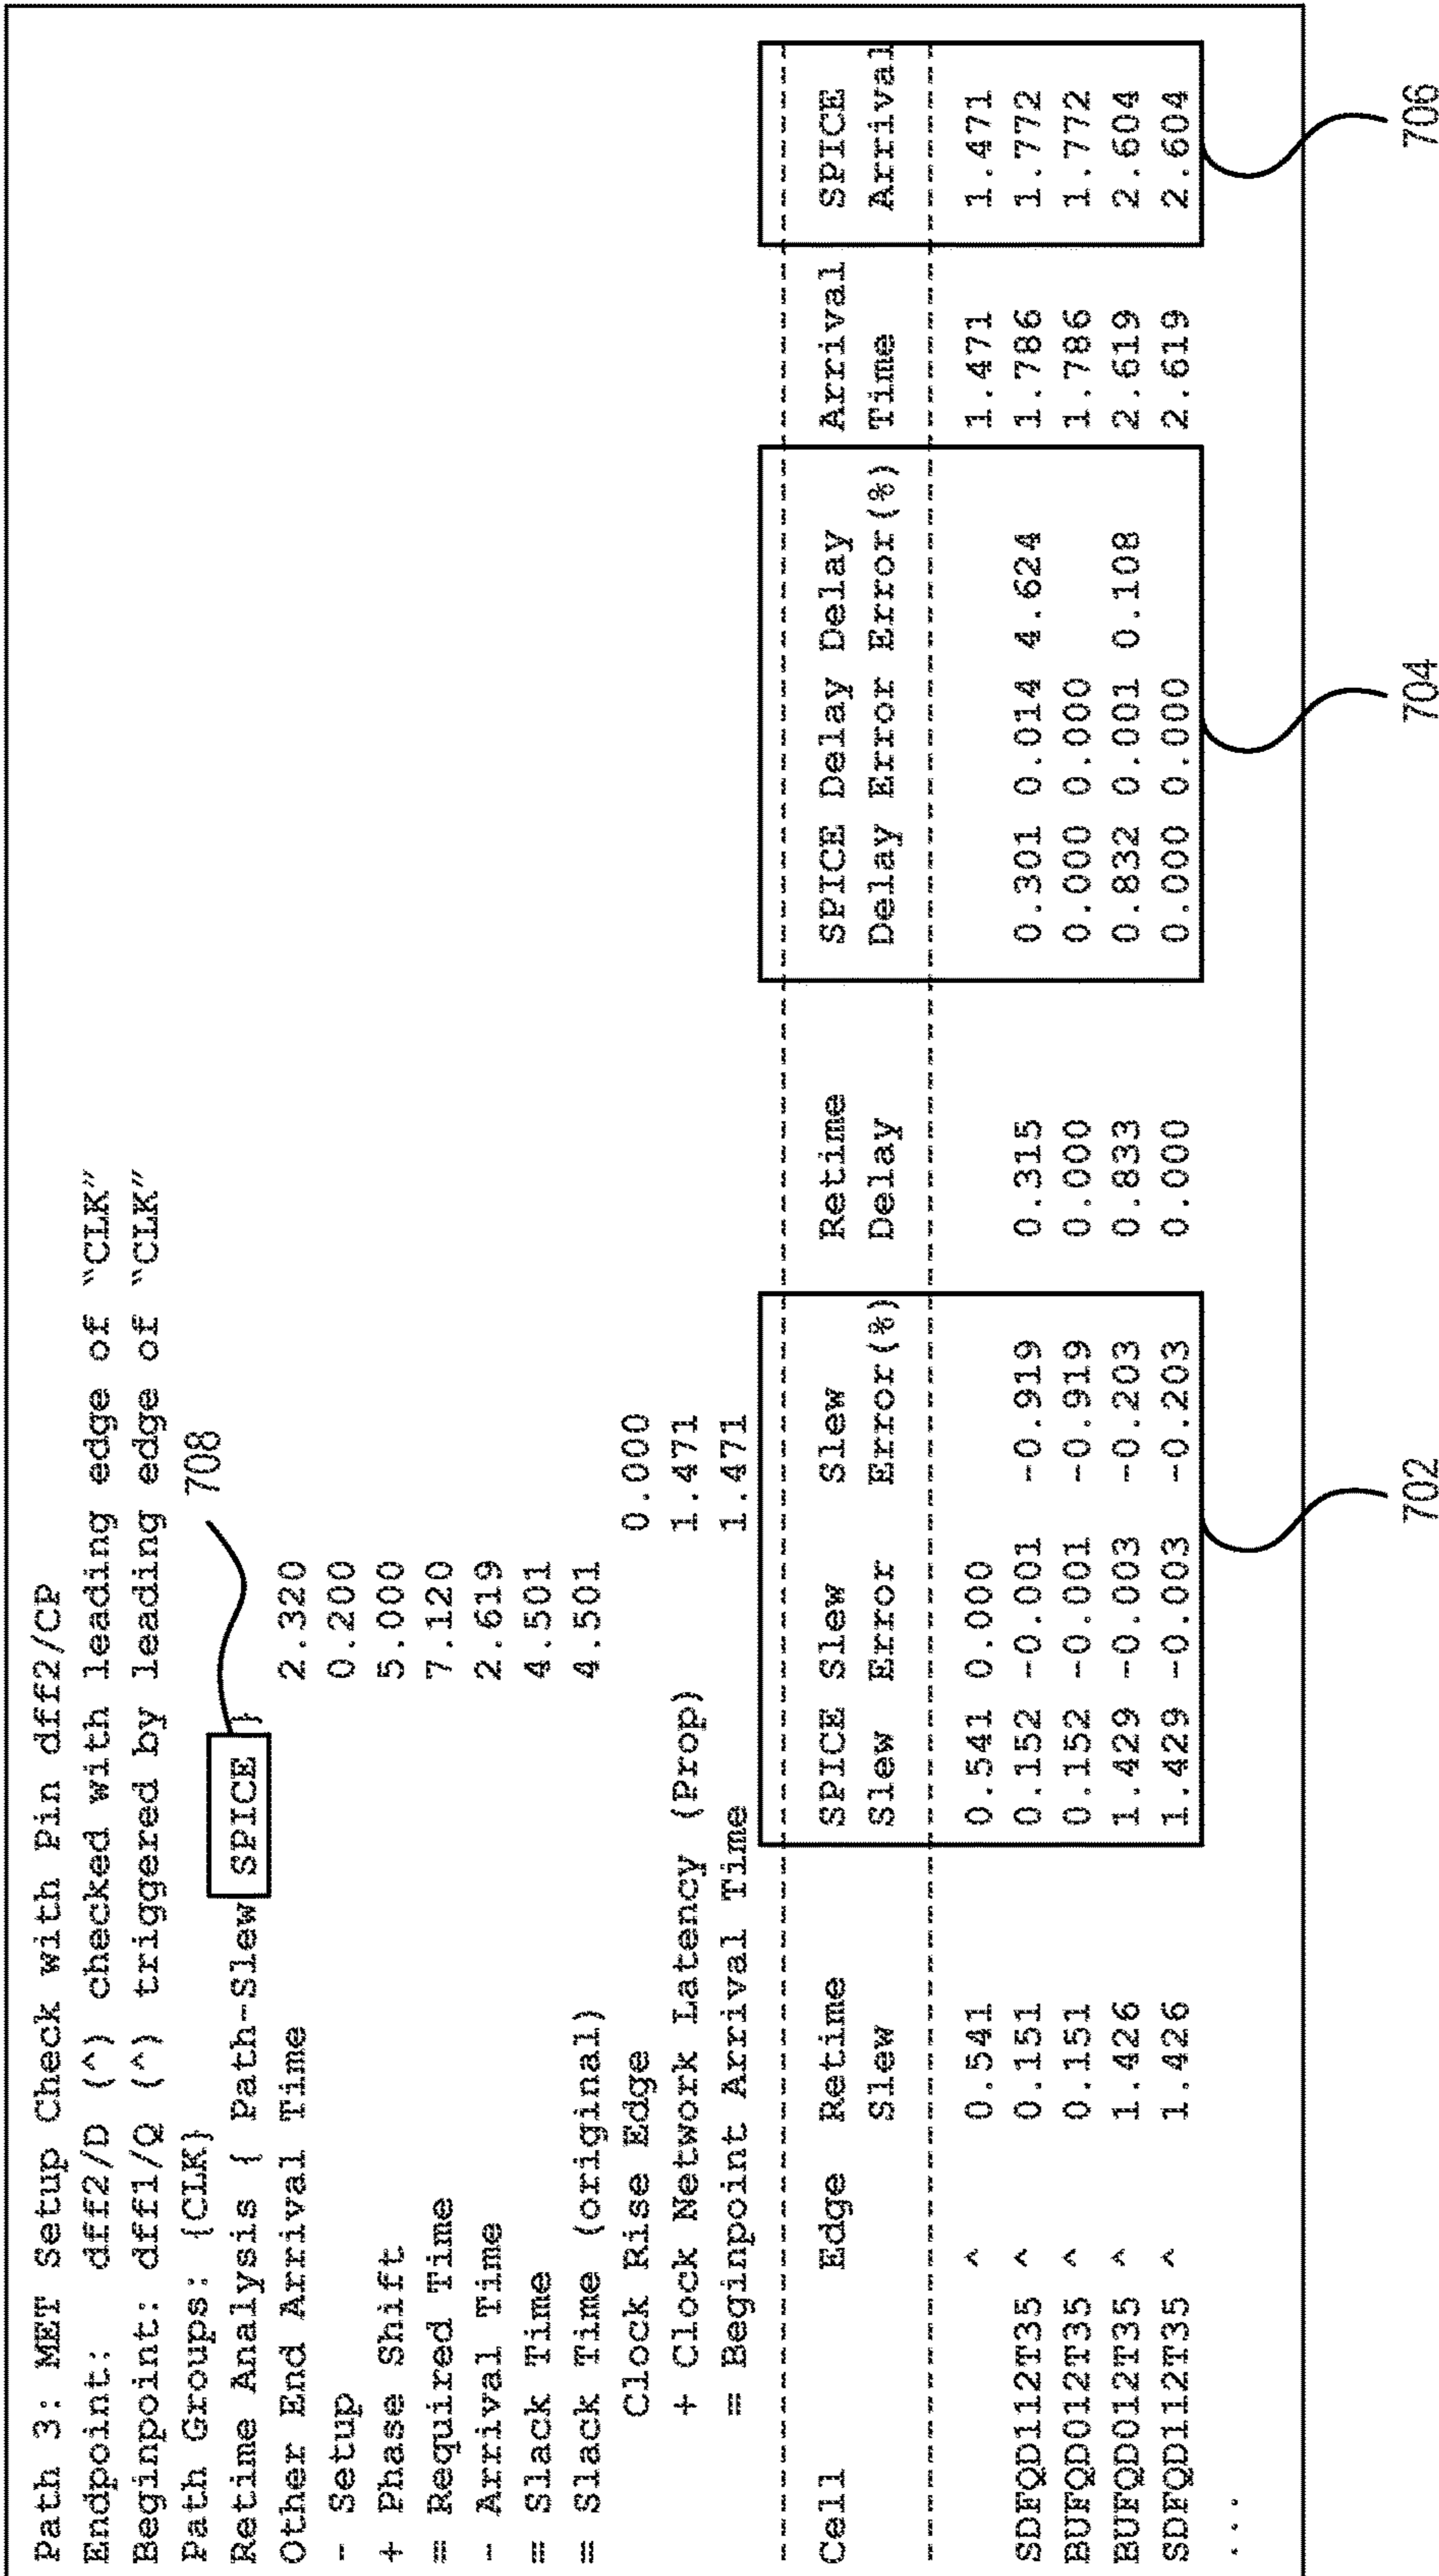 Path 3: MET Setup Check with Pin dff2/CP
Endpoint: dff2/D (^) checked with leading edge of “CLK”
Beginpoint: dff1/Q (^) triggered by leading edge of “CLK”
Path Groups: {CLK}
708
Retime Analysis { Path-Slew SPICE }
Other End Arrival Time 2.320
- Setup 0.200
+ Phase Shift 5.000
= Required Time 7.120
- Arrival Time 2.619
= Slack Time 4.501
= Slack Time (original) 4.501
Clock Rise Edge 0.000
+ Clock Network Latency (Prop) 1.471
= Beginpoint Arrival Time 1.471
Cell Edge Retime SPICE Slew Slew Retime SPICE Delay Delay Arrival SPICE
Slew Slew Error Error(%) Delay Delay Error Error(%) Time Arrival
^ 0.541 0.541 0.000 1.471 1.471
SDFQD112T35 ^ 0.151 0.152 -0.001 -0.919 0.315 0.301 0.014 4.624 1.786 1.772
BUFQD012T35 ^ 0.151 0.152 -0.001 -0.919 0.000 0.000 0.000 1.786 1.772
BUFQD012T35 ^ 1.426 1.429 -0.003 -0.203 0.833 0.832 0.001 0.108 2.619 2.604
SDFQD112T35 ^ 1.426 1.429 -0.003 -0.203 0.000 0.000 0.000 2.619 2.604
...
702 704 706